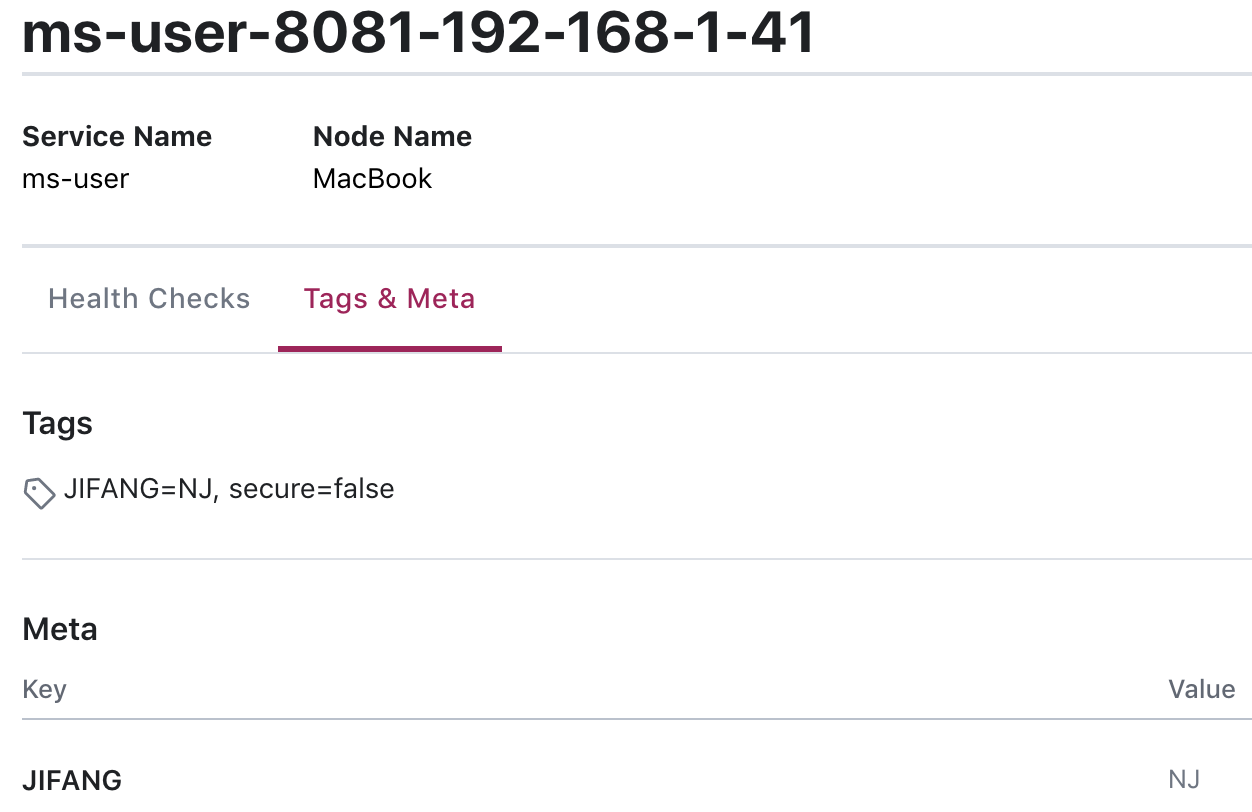 ms-user-8081-192-168-1-41
Service Name Node Name
ms-user MacBook
Health Checks Tags & Meta
Tags
JIFANG=NJ, secure=false
Meta
Key Value
JIFANG NJ